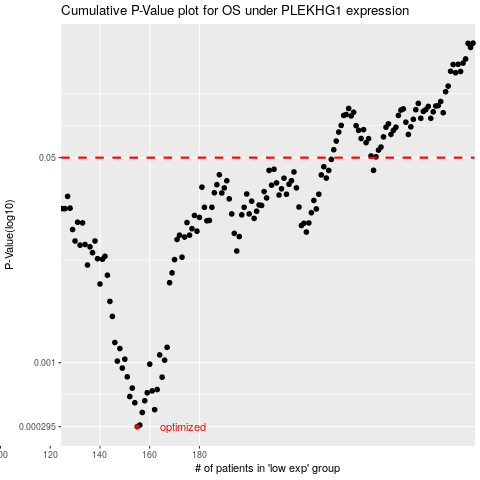 Cumulative P-Value plot for OS under PLEKHG1 expression
P-Value(log10)
0.05
0.001
0.000295
optimized
00 120 140 160 180
# of patients in 'low exp' group